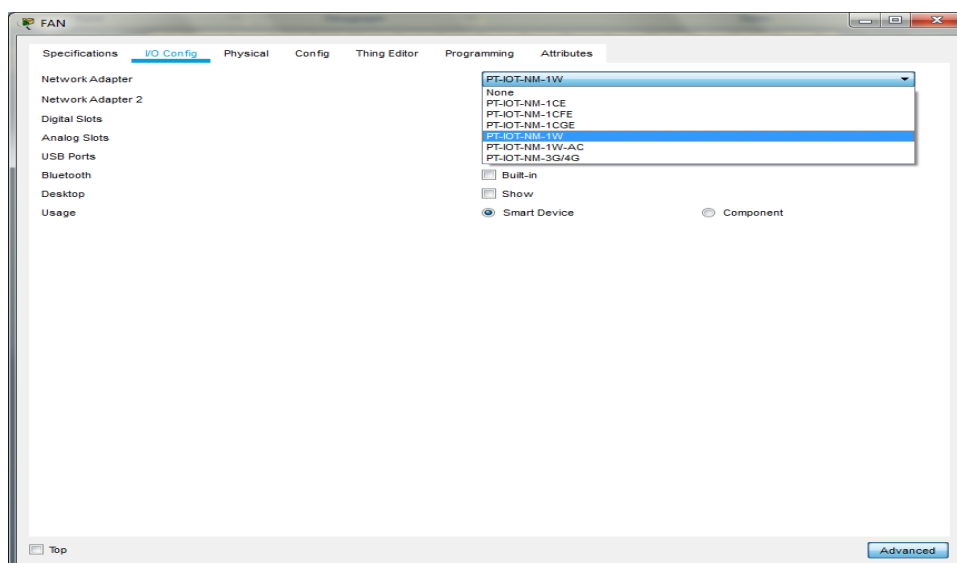 FAN
Specifications I/O Config Physical Config Thing Editor Programming Attributes
Network Adapter PT-IOT-NM-1W
None
Network Adapter 2 PT-IOT-NM-1CE
PT-IOT-NM-1CFE
Digital Slots PT-IOT-NM-1CGE
Analog Slots PT-IOT-NM-1W
PT-IOT-NM-1W-AC
USB Ports PT-IOT-NM-3G/4G
Bluetooth Built-in
Desktop Show
Usage Smart Device Component
Top Advanced